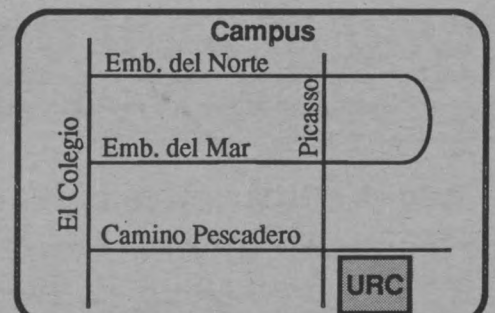 Campus
Emb. del Norte
Picasso
Emb. del Mar
El Colegio
Camino Pescadero
URC